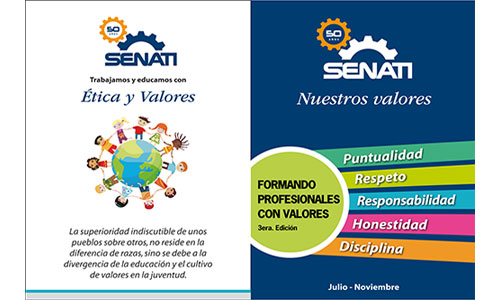 50
AÑOS
SENATI
Trabajamos y educamos con
Ética y Valores
La superioridad indiscutible de unos
pueblos sobre otros, no reside en la
diferencia de razas, sino se debe a la
divergencia de la educación y el cultivo
de valores en la juventud.
50
AÑOS
SENATI
Nuestros valores
FORMANDO
PROFESIONALES
CON VALORES
3era. Edición
Puntualidad
Respeto
Responsabilidad
Honestidad
Disciplina
Julio - Noviembre